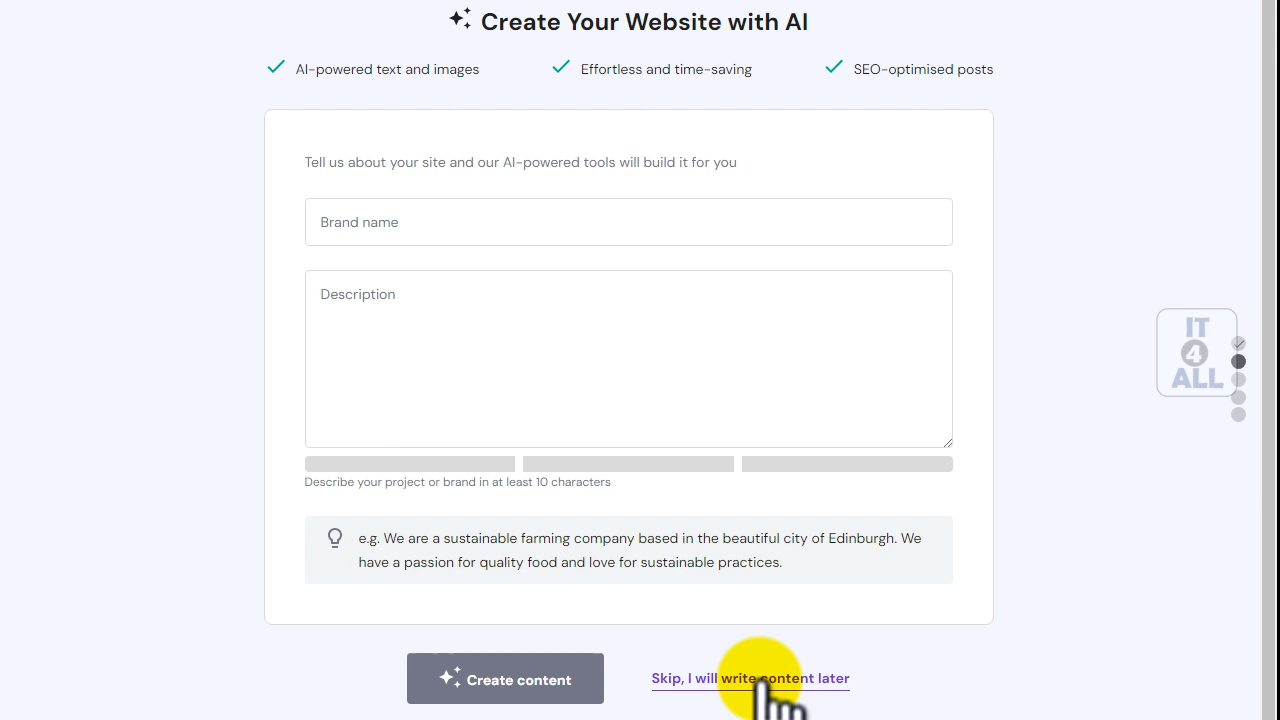 Create Your Website with AI
AI-powered text and images
Effortless and time-saving
SEO-optimised posts
Tell us about your site and our AI-powered tools will build it for you
Brand name
Description
Describe your project or brand in at least 10 characters
e.g. We are a sustainable farming company based in the beautiful city of Edinburgh. We
have a passion for quality food and love for sustainable practices.
Create content
Skip, I will write content later
IT
4
ALL